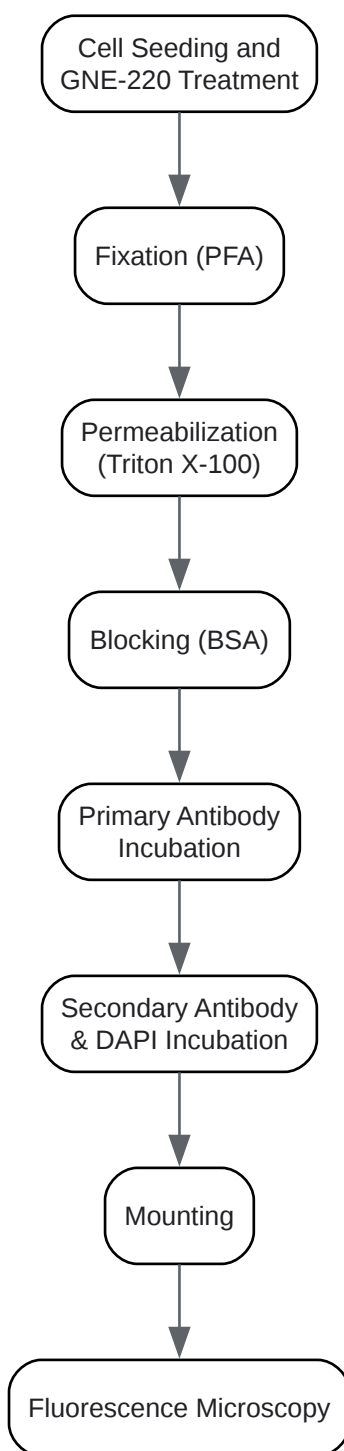 Cell Seeding and
GNE-220 Treatment
Fixation (PFA)
Permeabilization
(Triton X-100)
Blocking (BSA)
Primary Antibody
Incubation
Secondary Antibody
& DAPI Incubation
Mounting
Fluorescence Microscopy